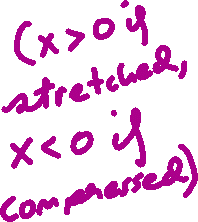 (x>0 if
stretched,
x<0 if
compressed)